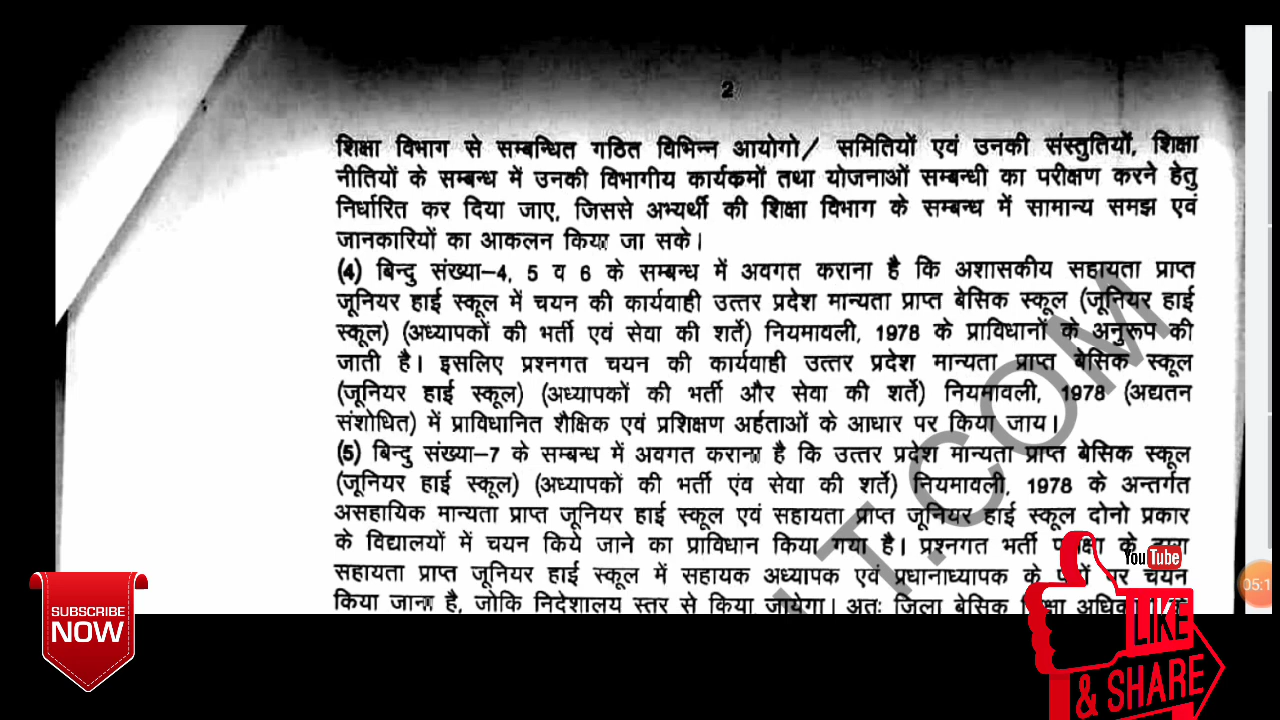 2
शिक्षा विभाग से सम्बन्धित गठित विभिन्न आयोगो/ समितियों एवं उनकी संस्तुतियों, शिक्षा
नीतियों के सम्बन्ध में उनकी विभागीय कार्यकमों तथा योजनाओं सम्बन्धी का परीक्षण करने हेतु
निर्धारित कर दिया जाए, जिससे अभ्यर्थी की शिक्षा विभाग के सम्बन्ध में सामान्य समझ एवं
जानकारियों का आकलन किया जा सके।
(4) बिन्दु संख्या–4, 5 व 6 के सम्बन्ध में अवगत कराना है कि अशासकीय सहायता प्राप्त
जूनियर हाई स्कूल में चयन की कार्यवाही उत्तर प्रदेश मान्यता प्राप्त बेसिक स्कूल (जूनियर हाई
स्कूल) (अध्यापकों की भर्ती एवं सेवा की शर्ते) नियमावली, 1978 के प्राविधानों के अनुरूप की
जाती है। इसलिए प्रश्नगत चयन की कार्यवाही उत्तर प्रदेश मान्यता प्राप्त बेसिक स्कूल
(जूनियर हाई स्कूल) (अध्यापकों की भर्ती और सेवा की शर्ते) नियमावली, 1978 (अद्यतन
संशोधित) में प्राविधानित शैक्षिक एवं प्रशिक्षण अर्हताओं के आधार पर किया जाय।
(5) बिन्दु संख्या–7 के सम्बन्ध में अवगत कराना है कि उत्तर प्रदेश मान्यता प्राप्त बेसिक स्कूल
(जूनियर हाई स्कूल) (अध्यापकों की भर्ती एंव सेवा की शर्ते) नियमावली, 1978 के अन्तर्गत
असहायिक मान्यता प्राप्त जूनियर हाई स्कूल एवं सहायता प्राप्त जूनियर हाई स्कूल दोनो प्रकार
के विद्यालयों में चयन किये जाने का प्राविधान किया गया है। प्रश्नगत भर्ती के
सहायता प्राप्त जूनियर हाई स्कूल में सहायक अध्यापक एवं प्रधानाध्यापक के चयन
किया जाना है, जोकि निदेशालय स्तर से किया जायेगा। अतः जिला बेसिक
T.COM
05:1
SUBSCRIBE
NOW
YouTube
LIKE
& SHARE